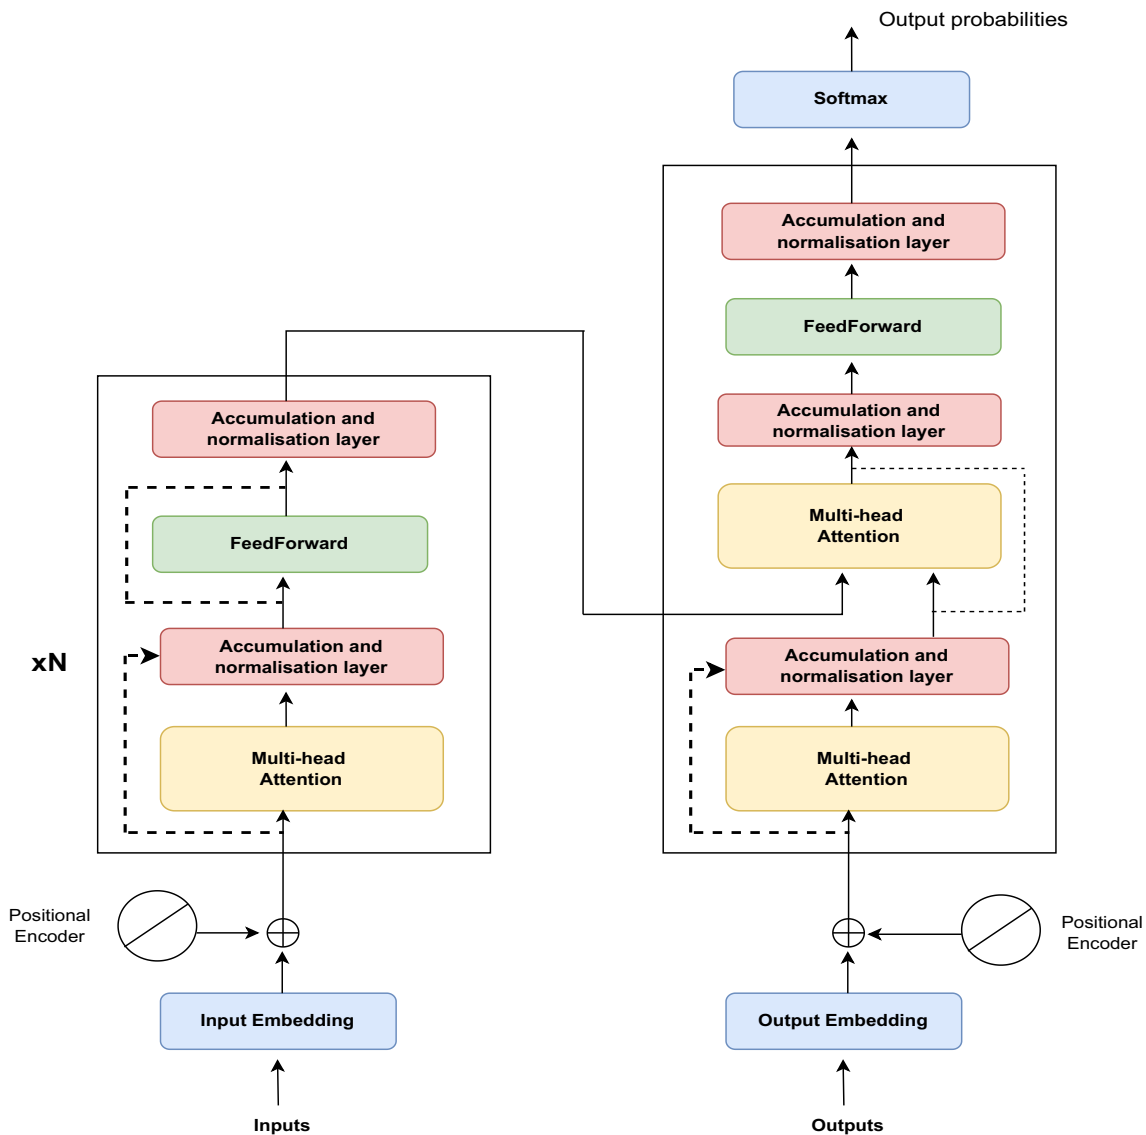 Output probabilities
Softmax
Accumulation and
normalisation layer
FeedForward
Accumulation and
normalisation layer
Multi-head
Attention
Accumulation and
normalisation layer
Multi-head
Attention
Positional
Encoder
Output Embedding
Outputs
Accumulation and
normalisation layer
FeedForward
xN
Accumulation and
normalisation layer
Multi-head
Attention
Positional
Encoder
Input Embedding
Inputs